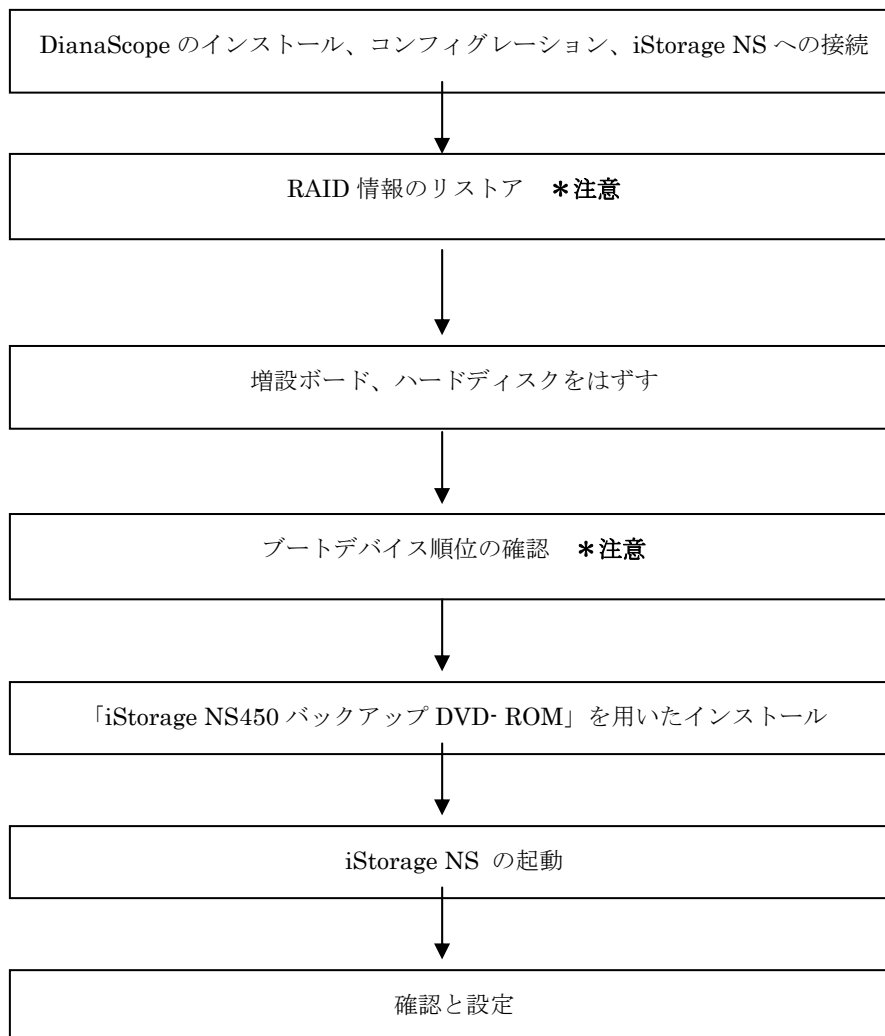 DianaScope のインストール、コンフィグレーション、iStorage NS への接続
RAID 情報のリストア　＊注意
増設ボード、ハードディスクをはずす
ブートデバイス順位の確認　＊注意
「iStorage NS450 バックアップ DVD- ROM」を用いたインストール
iStorage NS の起動
確認と設定